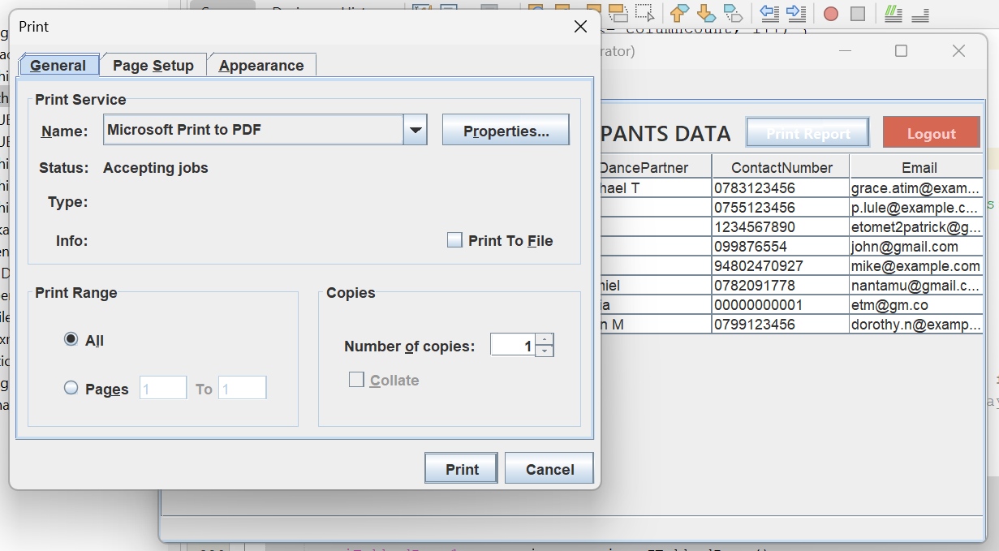 Print
General
Page Setup
Appearance
Print Service
Name:
Microsoft Print to PDF
Properties...
Status:
Accepting jobs
Type:
Info:
Print To File
Print Range
All
Pages
1
To
1
Copies
Number of copies:
1
Collate
Print
Cancel
rator)
PANTS DATA
Print Report
Logout
DancePartner
ContactNumber
Email
hael T
0783123456
grace.atim@exam...
0755123456
p.lule@example.c...
1234567890
etomet2patrick@g...
099876554
john@gmail.com
94802470927
mike@example.com
niel
0782091778
nantamu@gmail.c...
ia
00000000001
etm@gm.co
n M
0799123456
dorothy.n@examp...